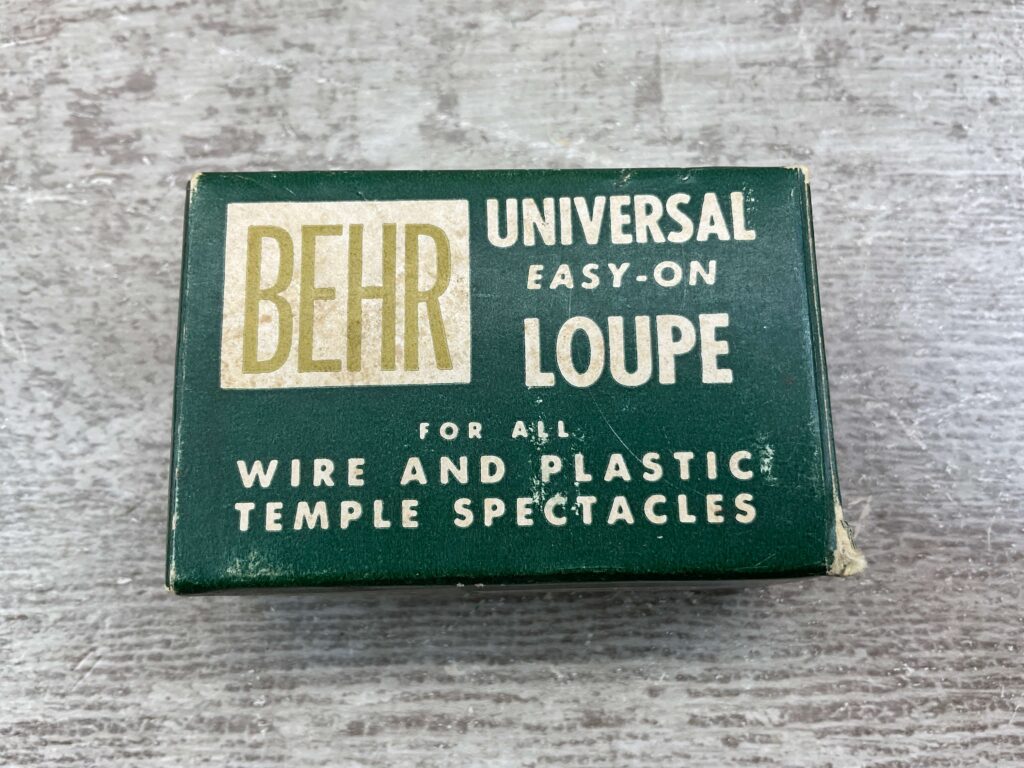 BEHR
UNIVERSAL
EASY-ON
LOUPE
FOR ALL
WIRE AND PLASTIC
TEMPLE SPECTACLES